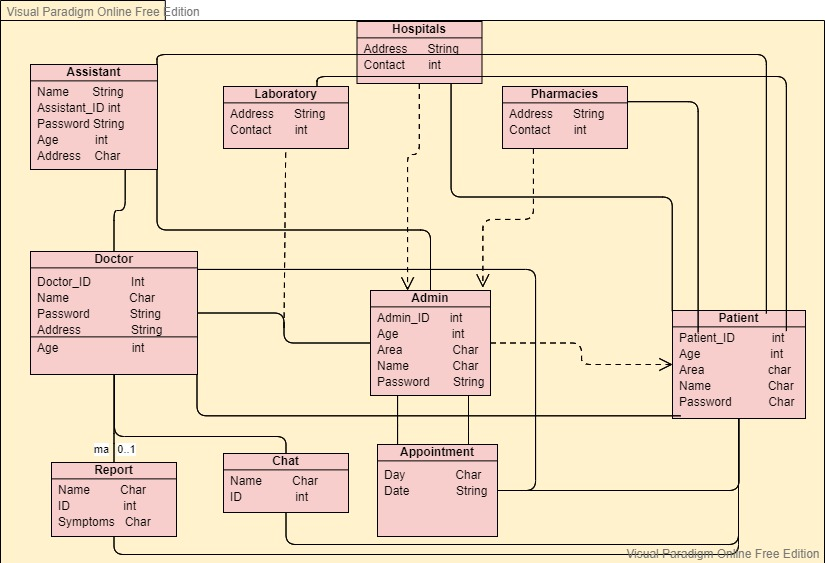 Visual Paradigm Online Free Edition
Hospitals
Address String
Contact int
Assistant
Name String
Assistant_ID int
Password String
Age int
Address Char
Laboratory
Address String
Contact int
Pharmacies
Address String
Contact int
Doctor
Doctor_ID Int
Name Char
Password String
Address String
Age int
Admin
Admin_ID int
Age int
Area Char
Name Char
Password String
Patient
Patient_ID int
Age int
Area char
Name Char
Password Char
ma 0..1
Report
Name Char
ID int
Symptoms Char
Chat
Name Char
ID int
Appointment
Day Char
Date String
Visual Paradigm Online Free Edition